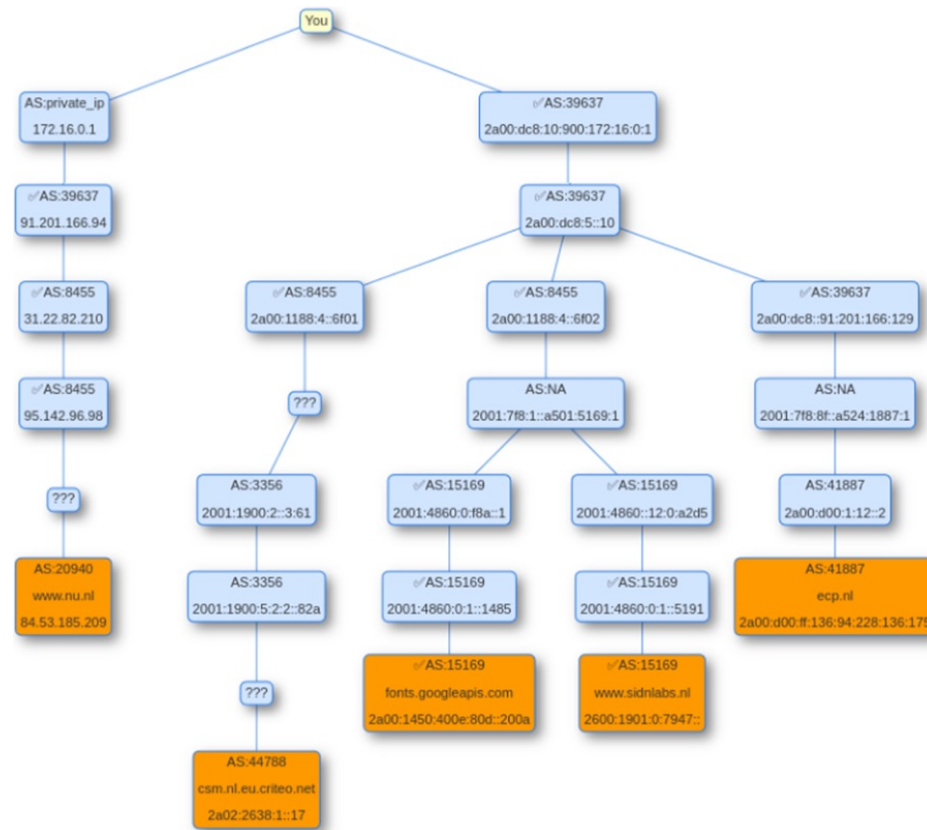 You
AS:private_ip
172.16.0.1
✅AS:39637
2a00:dc8:10:900:172:16:0:1
✅AS:39637
91.201.166.94
✅AS:39637
2a00:dc8:5::10
✅AS:8455
31.22.82.210
✅AS:8455
2a00:1188:4::6f01
✅AS:8455
2a00:1188:4::6f02
✅AS:39637
2a00:dc8::91:201:166:129
✅AS:8455
95.142.96.98
???
AS:NA
2001:7f8:1::a501:5169:1
AS:NA
2001:7f8:8f::a524:1887:1
???
AS:3356
2001:1900:2::3:61
✅AS:15169
2001:4860:0:f8a::1
✅AS:15169
2001:4860::12:0:a2d5
AS:41887
2a00:d00:1:12::2
AS:20940
www.nu.nl
84.53.185.209
AS:3356
2001:1900:5:2:2::82a
✅AS:15169
2001:4860:0:1::1485
✅AS:15169
2001:4860:0:1::5191
AS:41887
ecp.nl
2a00:d00:ff:136:94:228:136:175
???
✅AS:15169
fonts.googleapis.com
2a00:1450:400e:80d::200a
✅AS:15169
www.sidnlabs.nl
2600:1901:0:7947::
AS:44788
csm.nl.eu.criteo.net
2a02:2638:1::17